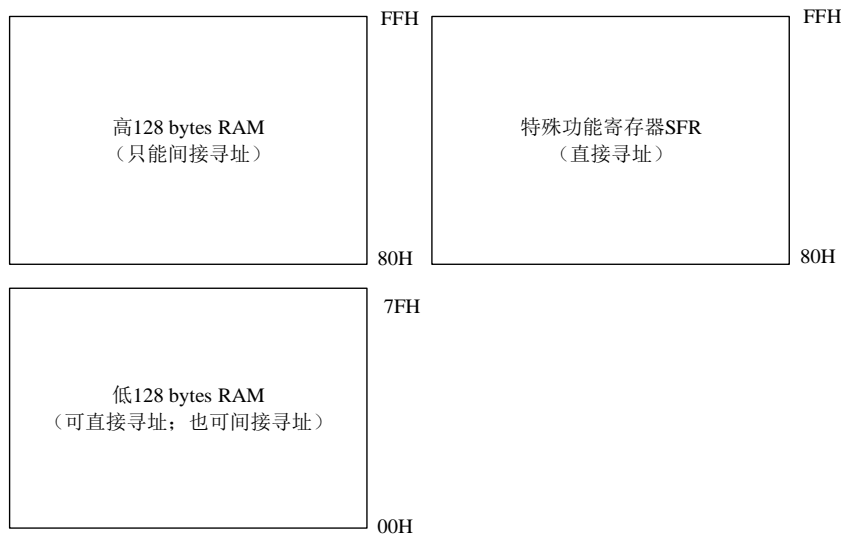 FFH
高128 bytes RAM
（只能间接寻址）
80H
FFH
特殊功能寄存器SFR
（直接寻址）
80H
7FH
低128 bytes RAM
（可直接寻址；也可间接寻址）
00H